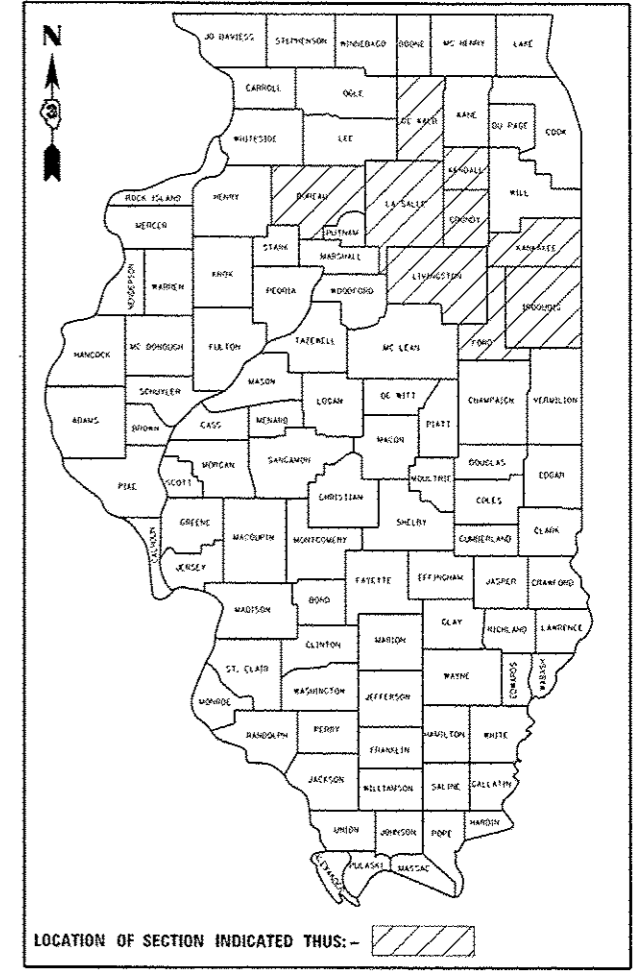 N
JO DAVIESS STEPHENSON WINNEBAGO BOONE MC HENRY LAKE
CARROLL OGLE DE KALB KANE DU PAGE COOK
WHITESIDE LEE KENDALL WILL
ROCK ISLAND HENRY BUREAU LA SALLE GRUNDY
MERCER PUTNAM KANKAKEE
STARK MARSHALL
HENDERSON WARREN KNOX PEORIA WOODFORD LIVINGSTON IROQUOIS
FORD
HANCOCK MC DONOUGH FULTON TAZEWELL MC LEAN
SCHUYLER MASON LOGAN DE WITT CHAMPAIGN VERMILION
ADAMS BROWN CASS MENARD PIATT
MACON
MORGAN SANGAMON DOUGLAS EDGAR
PIKE SCOTT CHRISTIAN MOULTRIE COLES
GREENE MACOUPIN MONTGOMERY SHELBY CUMBERLAND CLARK
CALHOUN JERSEY FAYETTE EFFINGHAM JASPER CRAWFORD
MADISON BOND
CLAY RICHLAND LAWRENCE
CLINTON MARION
ST. CLAIR WAYNE EDWARDS WABASH
MONROE WASHINGTON JEFFERSON
RANDOLPH PERRY HAMILTON WHITE
FRANKLIN
JACKSON WILLIAMSON SALINE GALLATIN
UNION JOHNSON POPE HARDIN
ALEXANDER PULASKI MASSAC
LOCATION OF SECTION INDICATED THUS:-